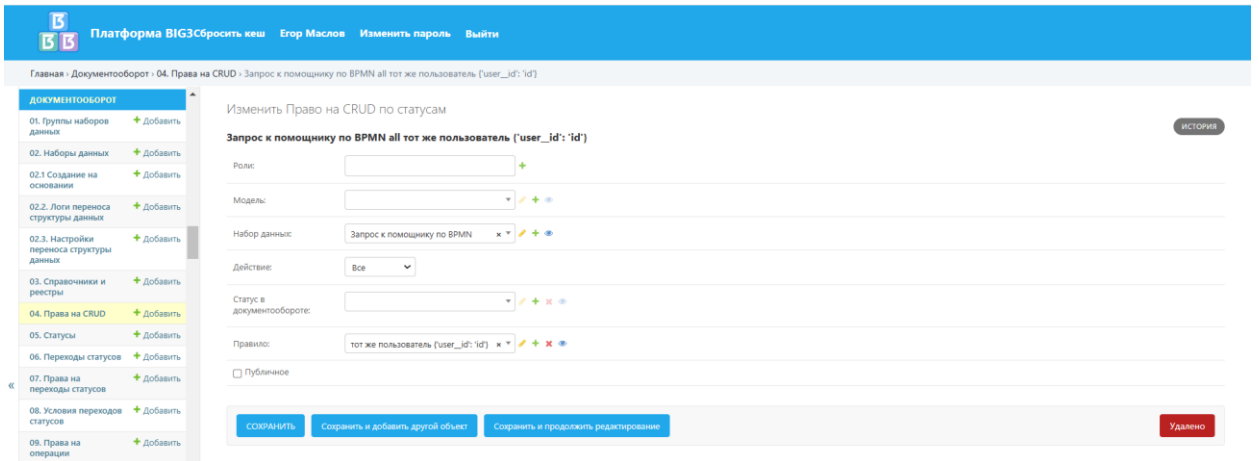 B
B B
Платформа BIG3 Сбросить кеш Егор Маслов Изменить пароль Выйти
Главная › Документооборот › 04. Права на CRUD › Запрос к помощнику по BPMN all тот же пользователь {'user__id': 'id'}
ДОКУМЕНТООБОРОТ
01. Группы наборов данных + Добавить
02. Наборы данных + Добавить
02.1 Создание на основании + Добавить
02.2. Логи переноса структуры данных + Добавить
02.3. Настройки переноса структуры данных + Добавить
03. Справочники и реестры + Добавить
04. Права на CRUD + Добавить
05. Статусы + Добавить
06. Переходы статусов + Добавить
07. Права на переходы статусов + Добавить
08. Условия переходов статусов + Добавить
09. Права на операции + Добавить
«
Изменить Право на CRUD по статусам
ИСТОРИЯ
Запрос к помощнику по BPMN all тот же пользователь {'user__id': 'id'}
Роли:
Модель:
Набор данных: Запрос к помощнику по BPMN
Действие: Все
Статус в документообороте:
Правило: тот же пользователь {'user__id': 'id'}
Публичное
СОХРАНИТЬ Сохранить и добавить другой объект Сохранить и продолжить редактирование Удалено